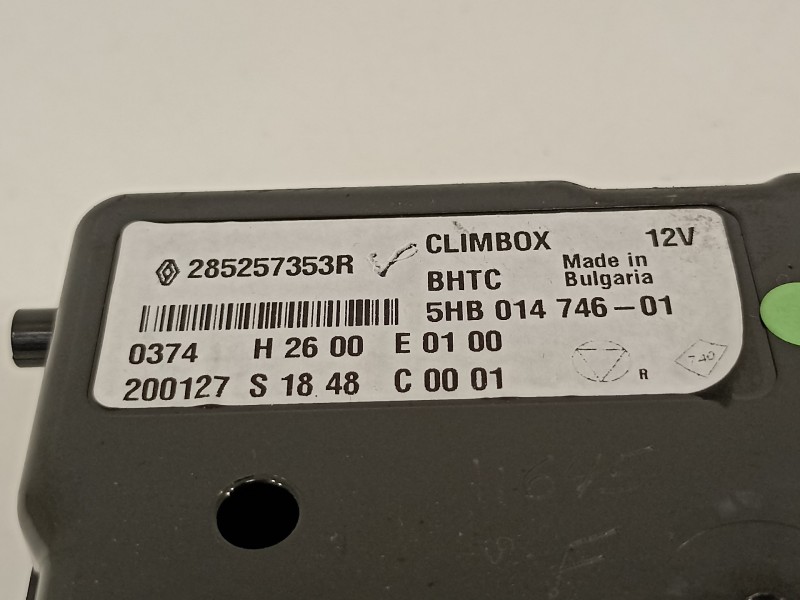 285257353R CLIMBOX 12V
BHTC Made in Bulgaria
5HB 014 746-01
0374 H 26 00 E 01 00
200127 S 18 48 C 00 01
R